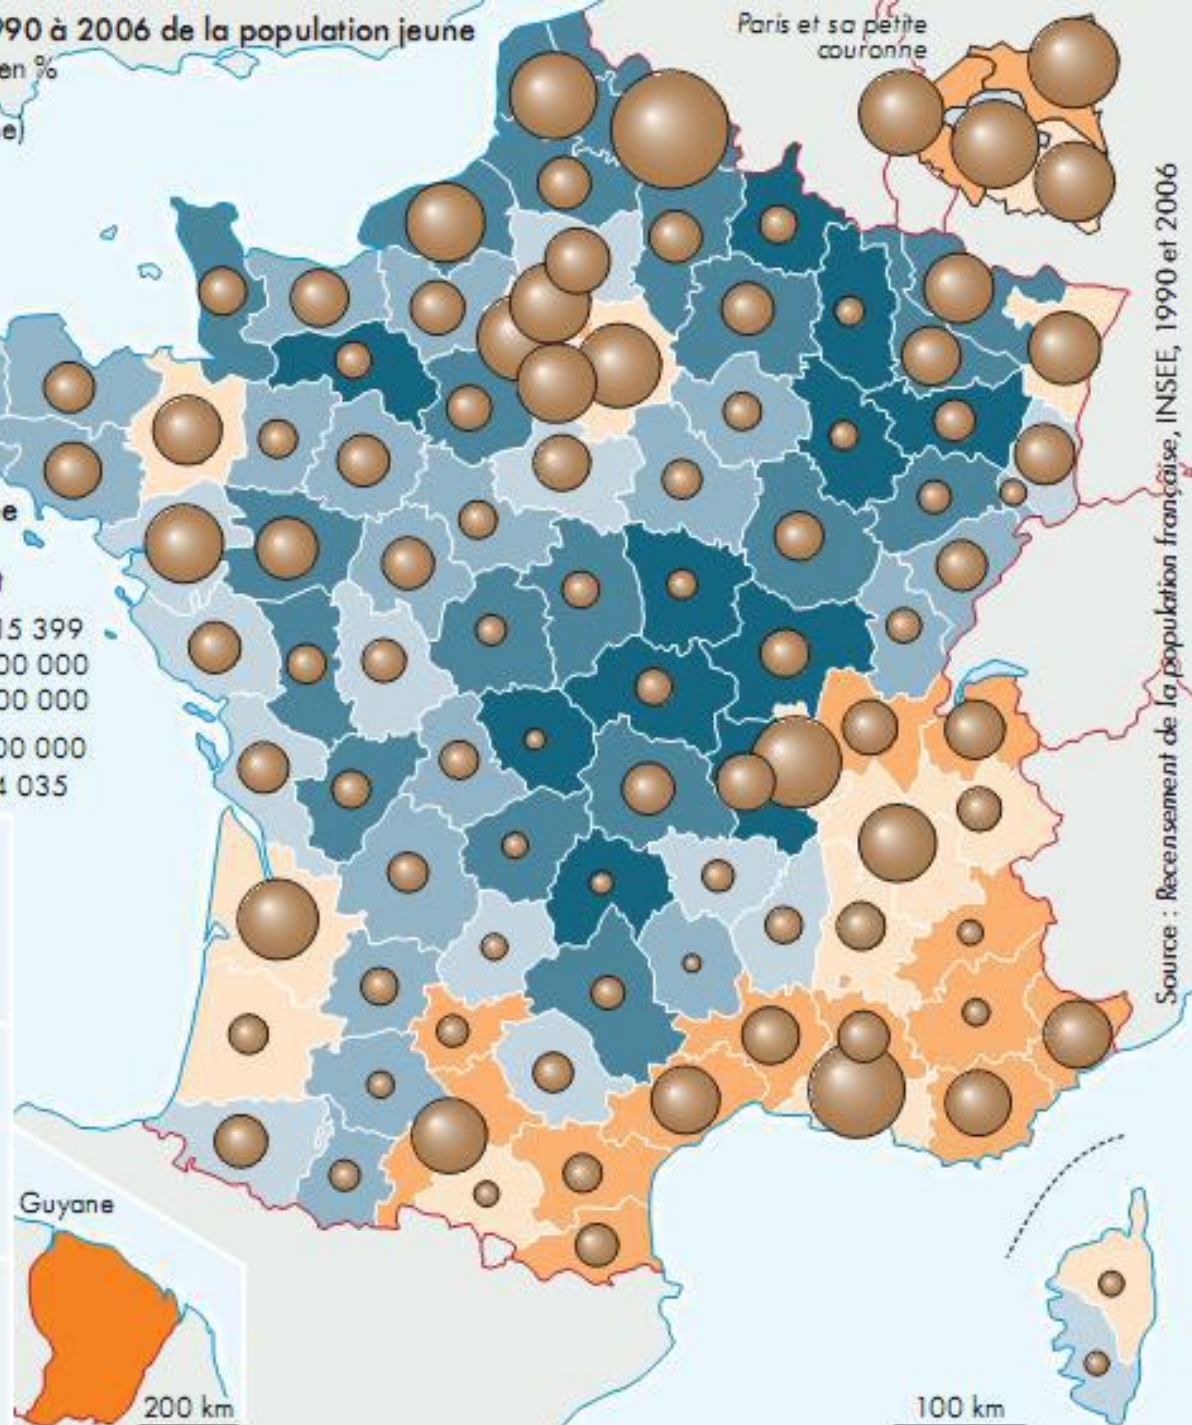 990 à 2006 de la population jeune
en %
e)
Paris et sa petite
couronne
e
15 399
00 000
00 000
00 000
4 035
Guyane
200 km
100 km
Source : Recensement de la population française, INSEE, 1990 et 2006